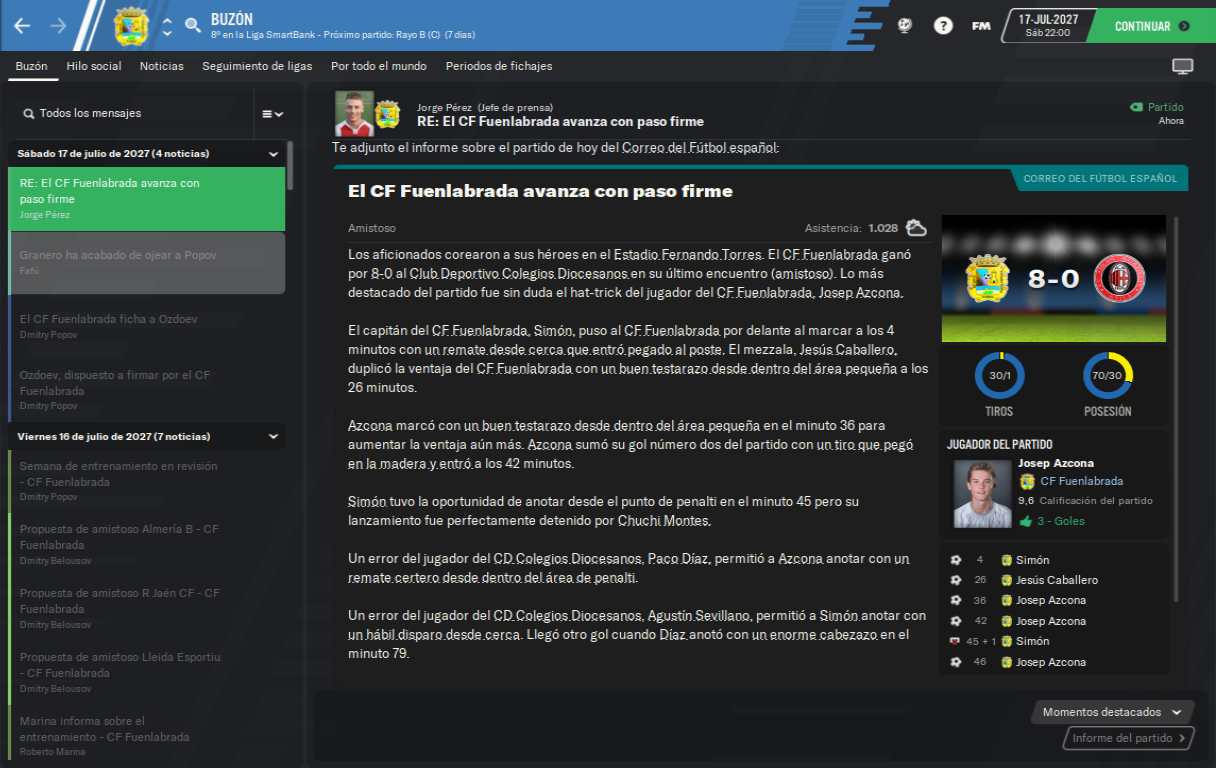 BUZÓN
8º en la Liga SmartBank - Próximo partido: Rayo B (C) (7 días)
?
FM
17-JUL-2027
Sáb 22:00
CONTINUAR
Buzón Hilo social Noticias Seguimiento de ligas Por todo el mundo Periodos de fichajes
Todos los mensajes
Sábado 17 de julio de 2027 (4 noticias)
RE: El CF Fuenlabrada avanza con
paso firme
Jorge Pérez
Granero ha acabado de ojear a Popov
Fafú
El CF Fuenlabrada ficha a Ozdoev
Dmitry Popov
Ozdoev, dispuesto a firmar por el CF
Fuenlabrada
Dmitry Popov
Viernes 16 de julio de 2027 (7 noticias)
Semana de entrenamiento en revisión
- CF Fuenlabrada
Dmitry Popov
Propuesta de amistoso Almería B - CF
Fuenlabrada
Dmitry Belousov
Propuesta de amistoso R Jaén CF - CF
Fuenlabrada
Dmitry Belousov
Propuesta de amistoso Lleida Esportiu
- CF Fuenlabrada
Dmitry Belousov
Marina informa sobre el
entrenamiento - CF Fuenlabrada
Roberto Marina
Jorge Pérez (Jefe de prensa)
RE: El CF Fuenlabrada avanza con paso firme
Partido
Ahora
Te adjunto el informe sobre el partido de hoy del Correo del Fútbol español:
CORREO DEL FÚTBOL ESPAÑOL
El CF Fuenlabrada avanza con paso firme
Amistoso
Asistencia: 1.028
Los aficionados corearon a sus héroes en el Estadio Fernando Torres. El CF Fuenlabrada ganó
por 8-0 al Club Deportivo Colegios Diocesanos en su último encuentro (amistoso). Lo más
destacado del partido fue sin duda el hat-trick del jugador del CF Fuenlabrada, Josep Azcona.
El capitán del CF Fuenlabrada, Simón, puso al CF Fuenlabrada por delante al marcar a los 4
minutos con un remate desde cerca que entró pegado al poste. El mezzala, Jesús Caballero,
duplicó la ventaja del CF Fuenlabrada con un buen testarazo desde dentro del área pequeña a los
26 minutos.
Azcona marcó con un buen testarazo desde dentro del área pequeña en el minuto 36 para
aumentar la ventaja aún más. Azcona sumó su gol número dos del partido con un tiro que pegó
en la madera y entró a los 42 minutos.
Simón tuvo la oportunidad de anotar desde el punto de penalti en el minuto 45 pero su
lanzamiento fue perfectamente detenido por Chuchi Montes.
Un error del jugador del CD Colegios Diocesanos, Paco Díaz, permitió a Azcona anotar con un
remate certero desde dentro del área de penalti.
Un error del jugador del CD Colegios Diocesanos, Agustín Sevillano, permitió a Simón anotar con
un hábil disparo desde cerca. Llegó otro gol cuando Díaz anotó con un enorme cabezazo en el
minuto 79.
8-0
30/1
70/30
TIROS
POSESIÓN
JUGADOR DEL PARTIDO
Josep Azcona
CF Fuenlabrada
9,6 Calificación del partido
3 - Goles
4 Simón
26 Jesús Caballero
36 Josep Azcona
42 Josep Azcona
45 + 1 Simón
46 Josep Azcona
Momentos destacados
Informe del partido